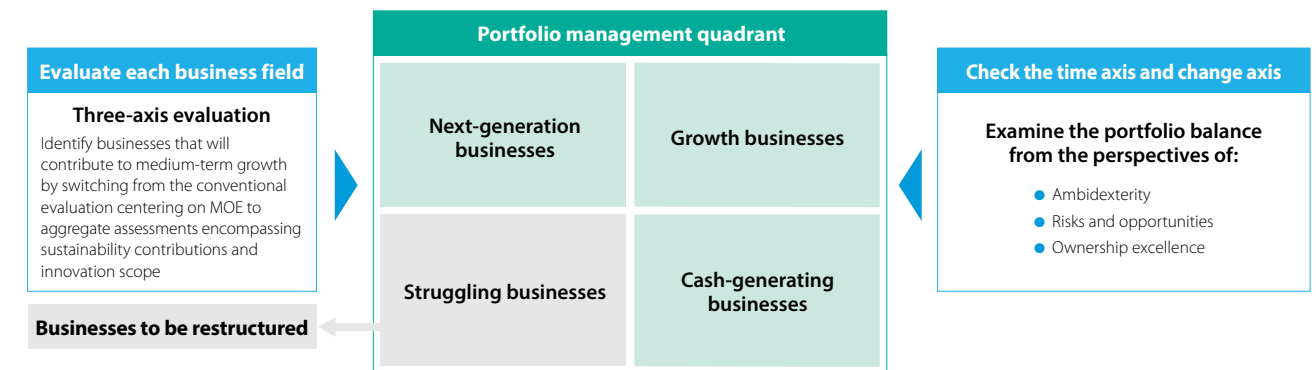 Evaluate each business field
Three-axis evaluation
Identify businesses that will
contribute to medium-term growth
by switching from the conventional
evaluation centering on MOE to
aggregate assessments encompassing
sustainability contributions and
innovation scope
Businesses to be restructured
Portfolio management quadrant
Next-generation
businesses
Growth businesses
Struggling businesses
Cash-generating
businesses
Check the time axis and change axis
Examine the portfolio balance
from the perspectives of:
● Ambidexterity
● Risks and opportunities
● Ownership excellence